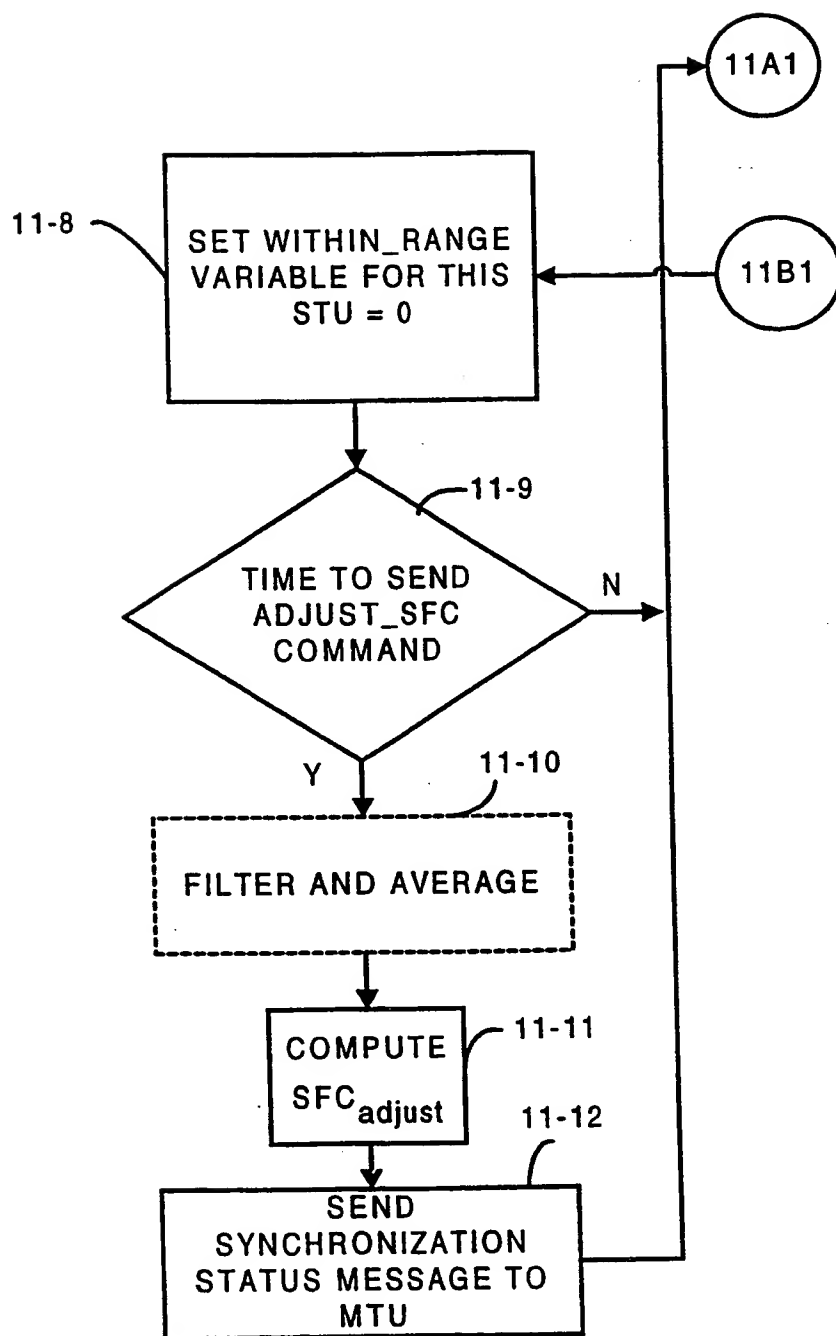 11A1
11-8
SET WITHIN_RANGE
VARIABLE FOR THIS
STU = 0
11B1
11-9
TIME TO SEND
ADJUST_SFC
COMMAND
N
Y
11-10
FILTER AND AVERAGE
11-11
COMPUTE
SFCadjust
11-12
SEND
SYNCHRONIZATION
STATUS MESSAGE TO
MTU